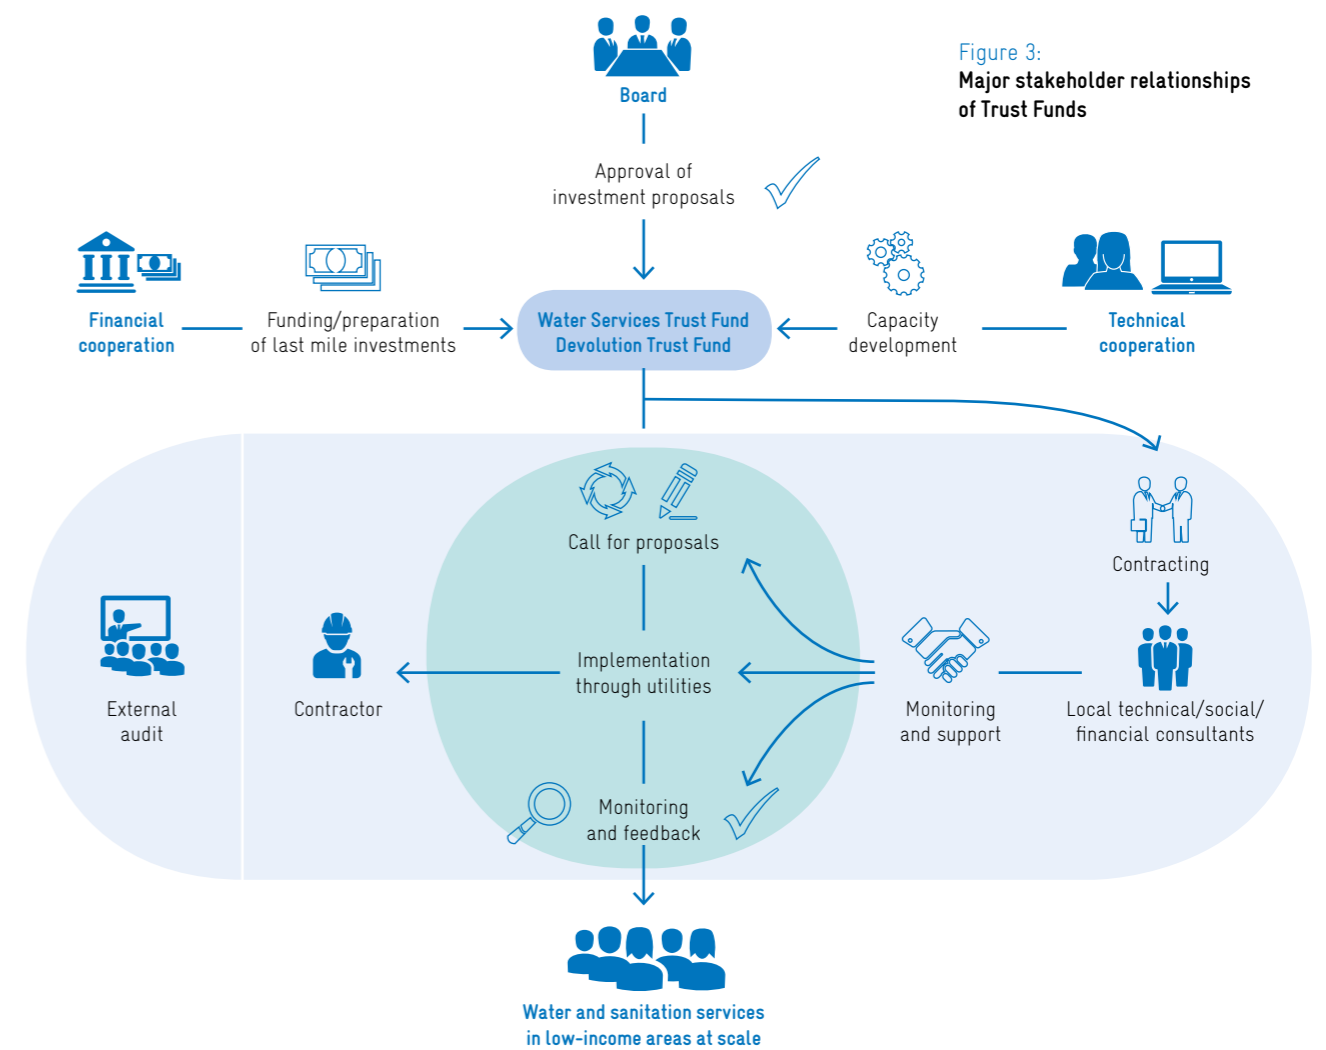 Board
Figure 3:
Major stakeholder relationships
of Trust Funds
Approval of
investment proposals
Financial
cooperation
Funding/preparation
of last mile investments
Water Services Trust Fund
Devolution Trust Fund
Capacity
development
Technical
cooperation
Call for proposals
Contracting
Implementation
through utilities
External
audit
Contractor
Monitoring
and support
Local technical/social/
financial consultants
Monitoring
and feedback
Water and sanitation services
in low-income areas at scale